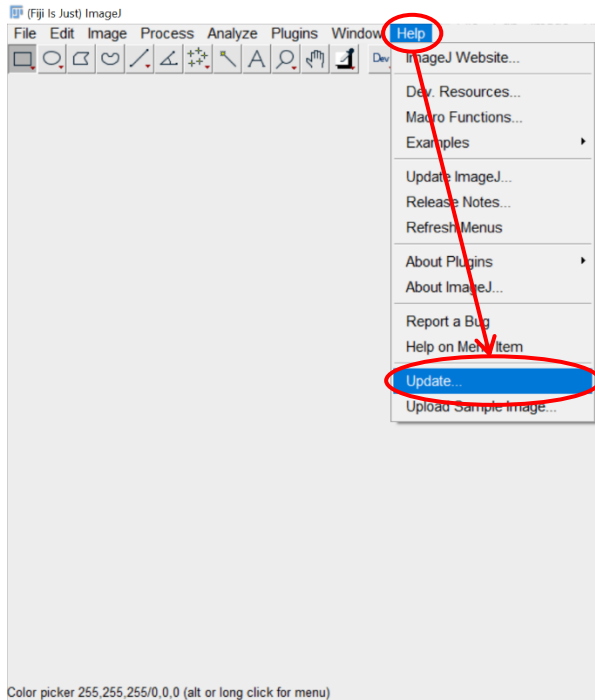 (Fiji Is Just) ImageJ
File Edit Image Process Analyze Plugins Window Help
A Dev
ImageJ Website...
Dev. Resources...
Macro Functions...
Examples
Update ImageJ...
Release Notes...
Refresh Menus
About Plugins
About ImageJ...
Report a Bug
Help on Menu Item
Update...
Upload Sample Image...
Color picker 255,255,255/0,0,0 (alt or long click for menu)